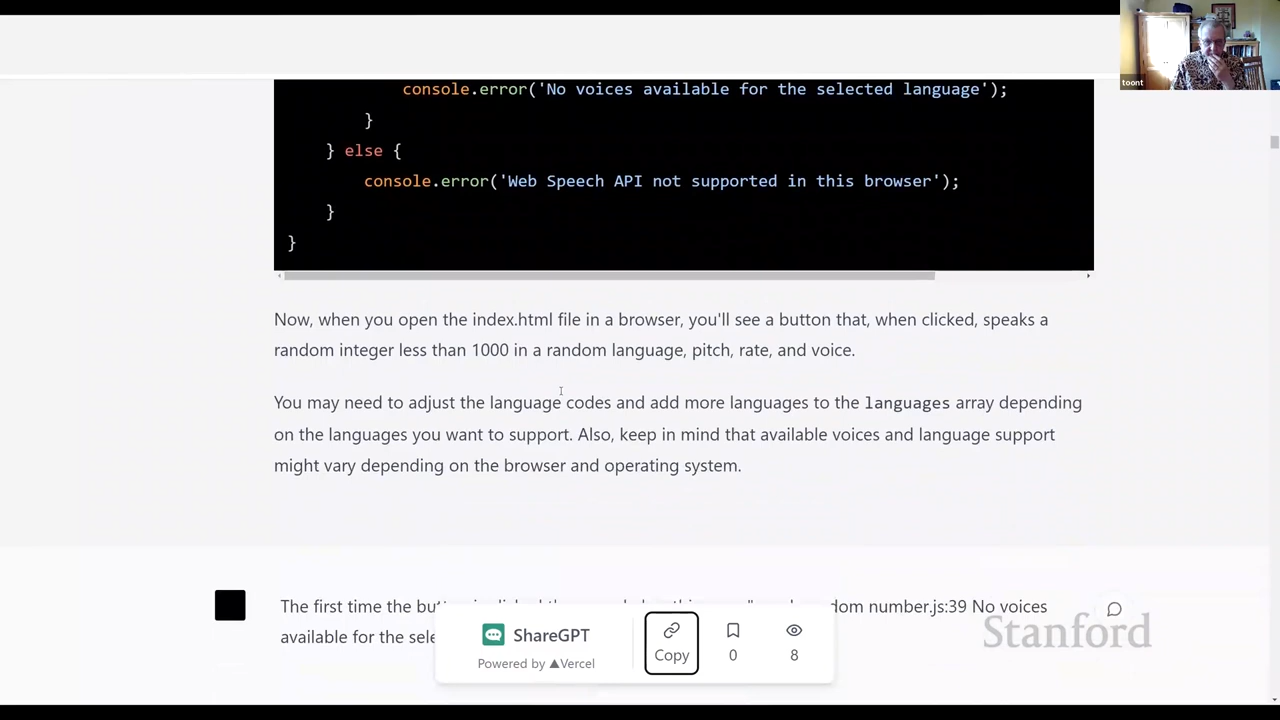 toont
console.error('No voices available for the selected language');
}
} else {
console.error('Web Speech API not supported in this browser');
}
}
Now, when you open the index.html file in a browser, you'll see a button that, when clicked, speaks a
random integer less than 1000 in a random language, pitch, rate, and voice.
You may need to adjust the language codes and add more languages to the languages array depending
on the languages you want to support. Also, keep in mind that available voices and language support
might vary depending on the browser and operating system.
The first time the number.js:39 No voices
available for the
ShareGPT
Powered by ▲Vercel
Copy
0
8
Stanford